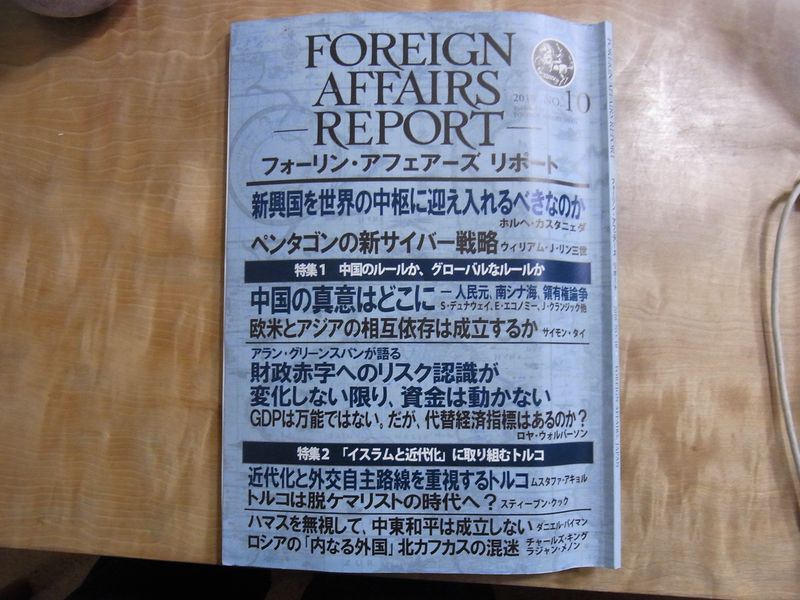 FOREIGN
AFFAIRS
REPORT
2010 NO.10
フォーリン・アフェアーズ リポート
新興国を世界の中枢に迎え入れるべきなのか
ホルヘ・カスタニェダ
ペンタゴンの新サイバー戦略 ウィリアム・J・リン三世
特集1 中国のルールか、グローバルなルールか
中国の真意はどこに ―人民元、南シナ海、領有権論争
S・デュナウェイ、E・エコノミー、J・クランジック他
欧米とアジアの相互依存は成立するか サイモン・タイ
アラン・グリーンスパンが語る
財政赤字へのリスク認識が
変化しない限り、資金は動かない
GDPは万能ではない。だが、代替経済指標はあるのか?
ロヤ・ウォルバーソン
特集2 「イスラムと近代化」に取り組むトルコ
近代化と外交自主路線を重視するトルコ ムスタファ・アキョル
トルコは脱ケマリストの時代へ? スティーブン・クック
ハマスを無視して、中東和平は成立しない ダニエル・バイマン
ロシアの「内なる外国」北カフカスの混迷 チャールズ・キング
ラジャン・メノン